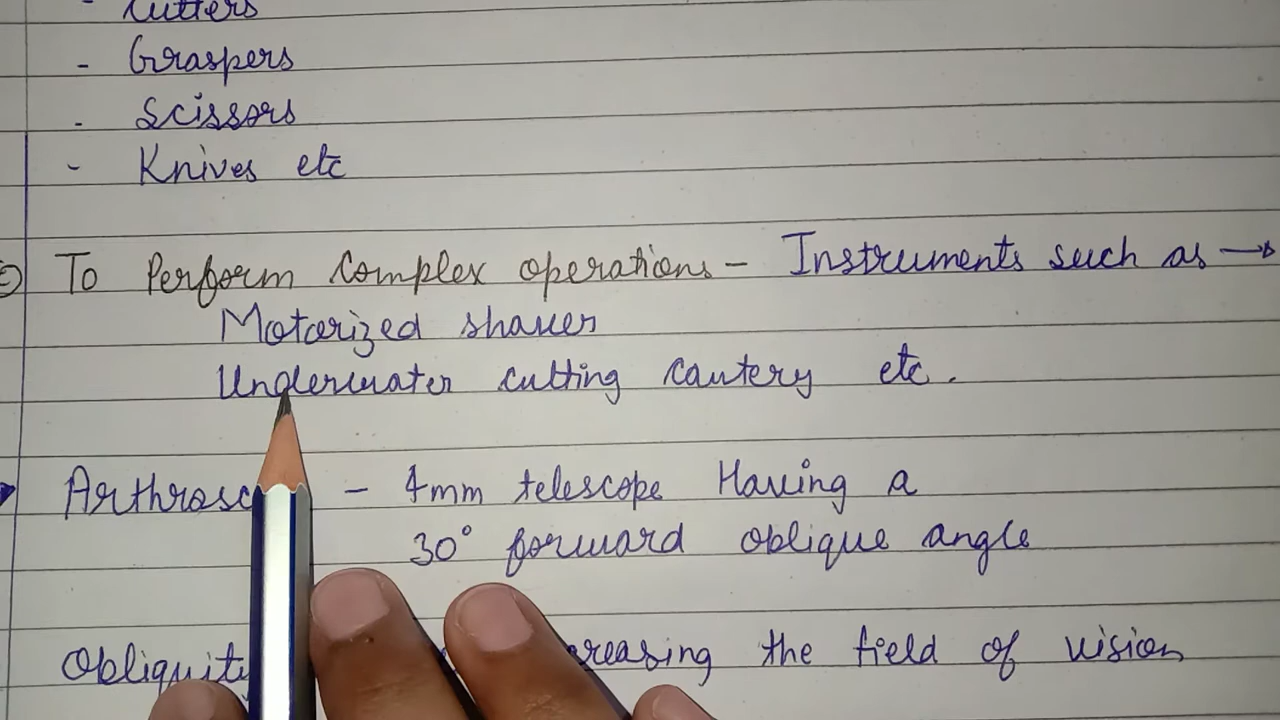 - Cutters
- Graspers
- Scissors
- Knives etc
To Perform Complex operations - Instruments such as →
Motorized shaver
Underwater cutting cautery etc.
- 4mm telescope Having a
30° forward oblique angle
the field of vision